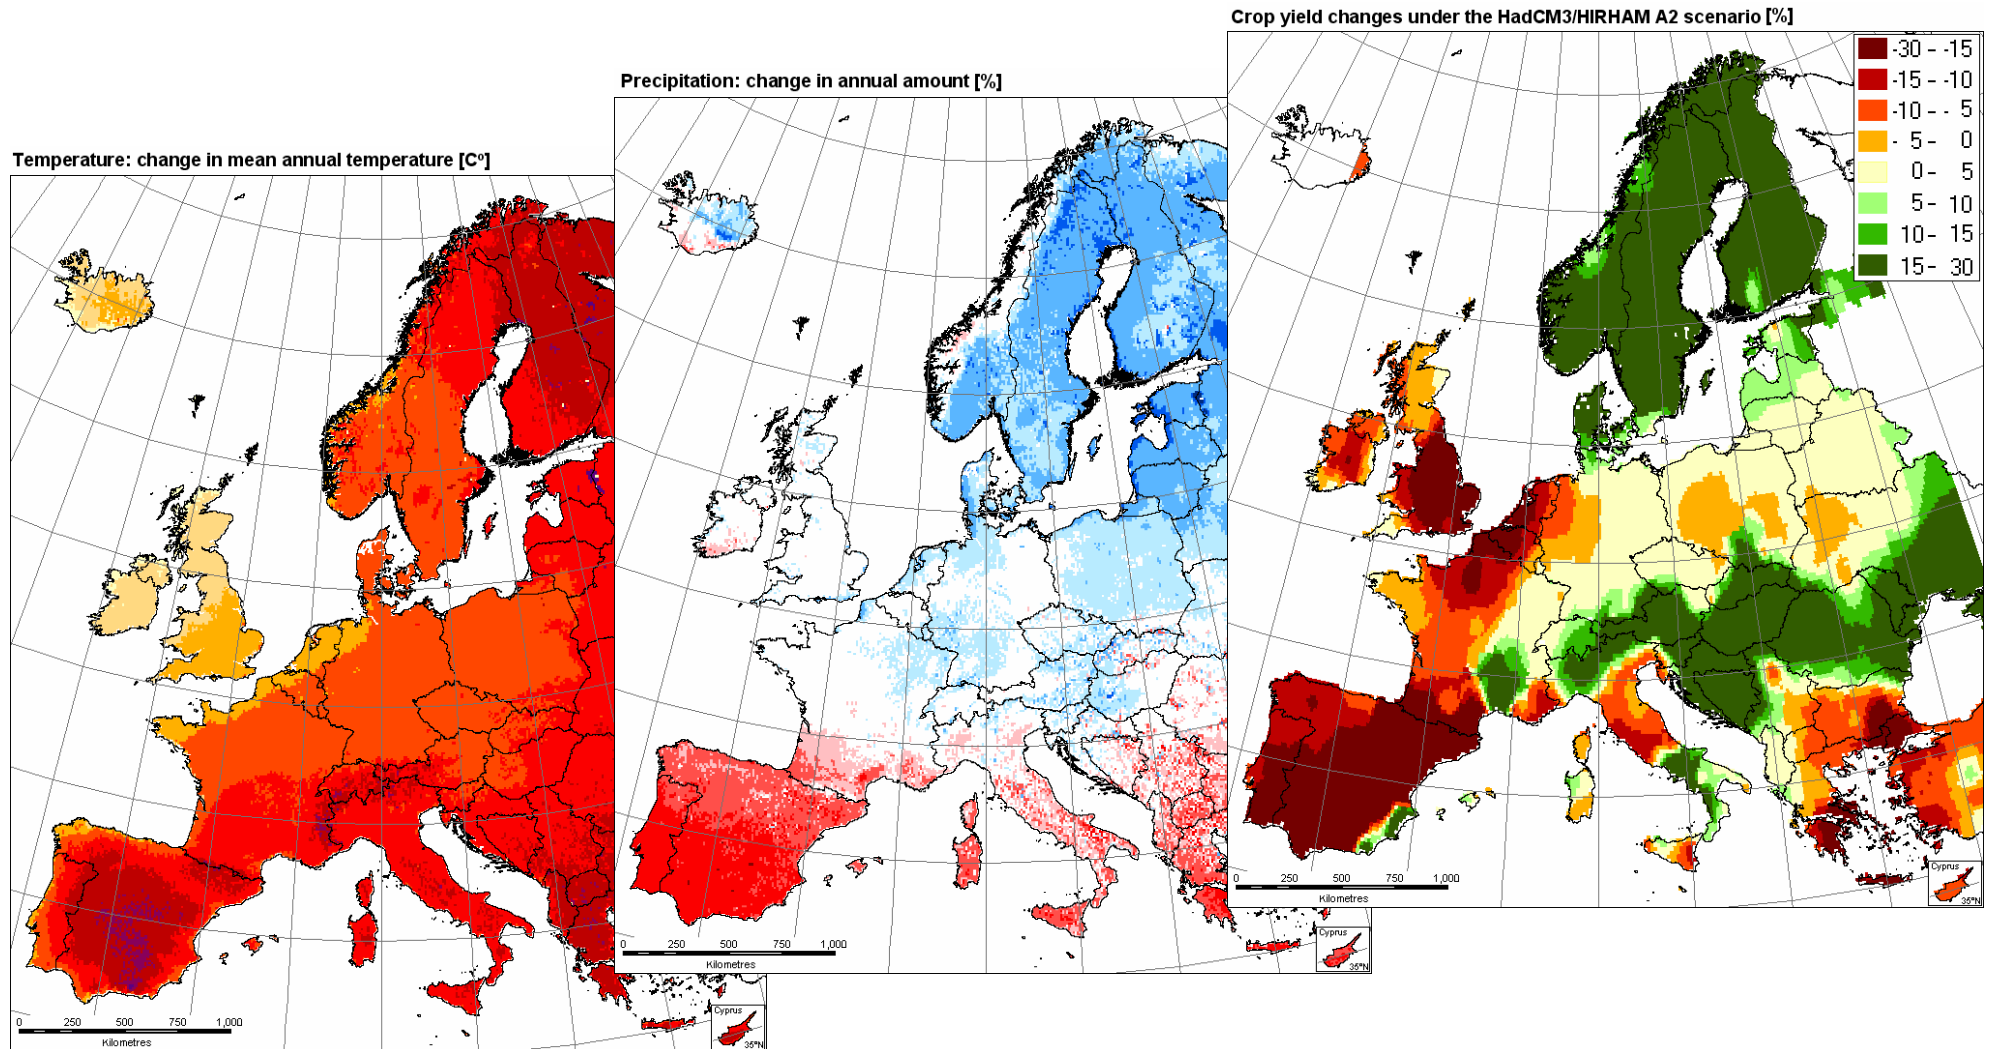 Crop yield changes under the HadCM3/HIRHAM A2 scenario [%]
-30 - -15
-15 - -10
-10 - - 5
- 5 - 0
0 - 5
5 - 10
10 - 15
15 - 30
Precipitation: change in annual amount [%]
Temperature: change in mean annual temperature [Cº]
Cyprus
35°N
0 250 500 750 1,000
Kilometres
Cyprus
35°N
0 250 500 750 1,000
Kilometres
Cyprus
35°N
0 250 500 750 1,000
Kilometres